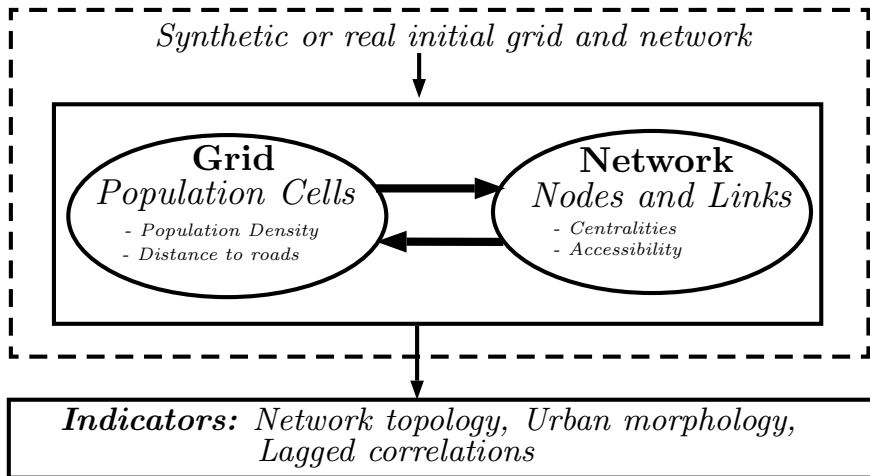 Synthetic or real initial grid and network
Grid
Population Cells
- Population Density
- Distance to roads
Network
Nodes and Links
- Centralities
- Accessibility
Indicators: Network topology, Urban morphology,
Lagged correlations